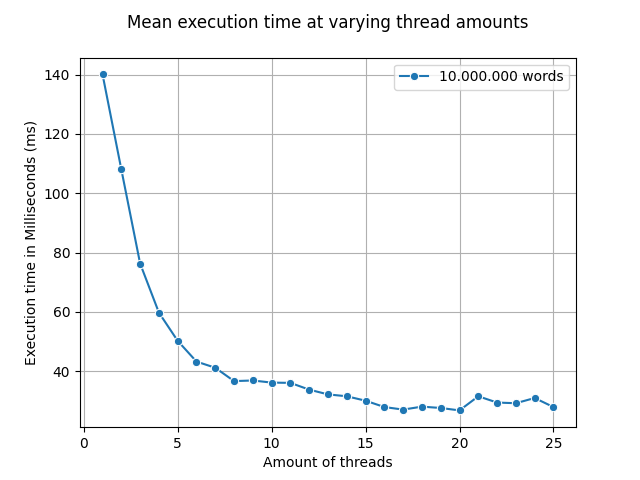 Mean execution time at varying thread amounts
10.000.000 words
Execution time in Milliseconds (ms)
140
120
100
80
60
40
0 5 10 15 20 25
Amount of threads